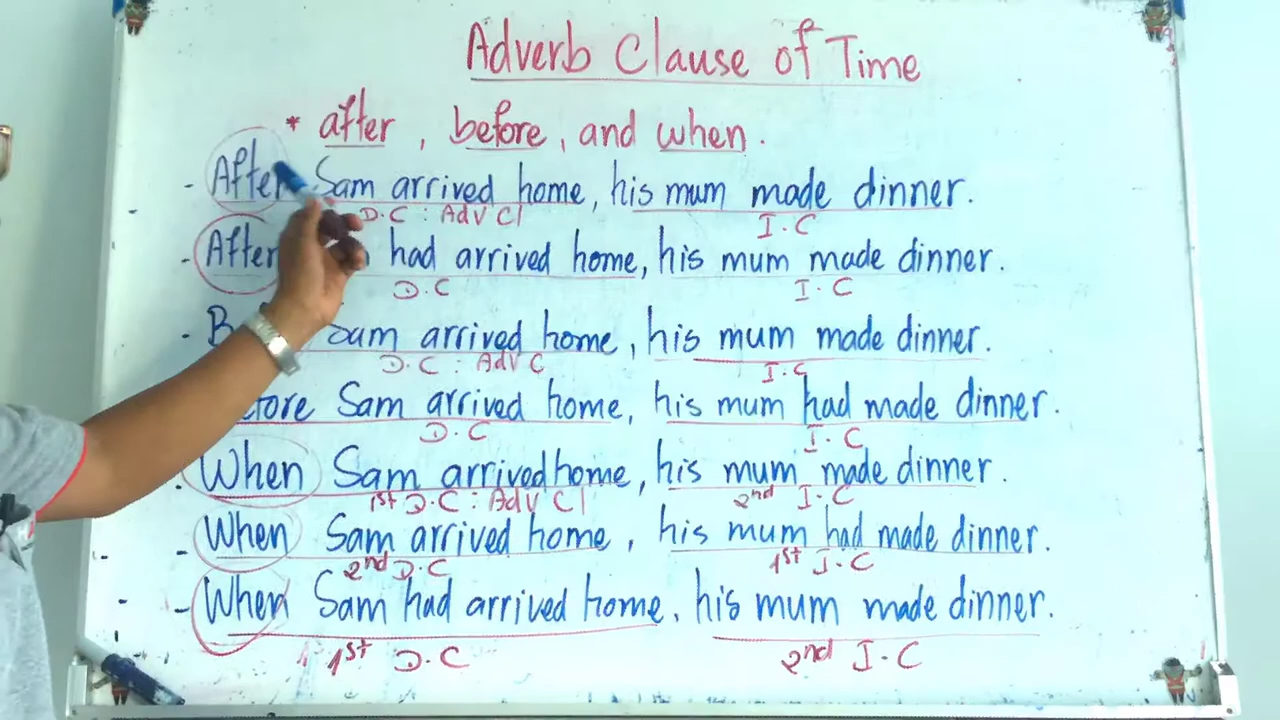 Adverb Clause of Time
* after, before, and when.
- After Sam arrived home, his mum made dinner.
D.C : Adv Cl I.C
- After had arrived home, his mum made dinner.
D.C I.C
- Sam arrived home, his mum made dinner.
D.C : Adv C I.C
Before Sam arrived home, his mum had made dinner.
D.C I.C
When Sam arrived home, his mum made dinner.
1st D.C : Adv Cl 2nd I.C
- When Sam arrived home, his mum had made dinner.
2nd D.C 1st I.C
- When Sam had arrived home, his mum made dinner.
1st D.C 2nd I.C